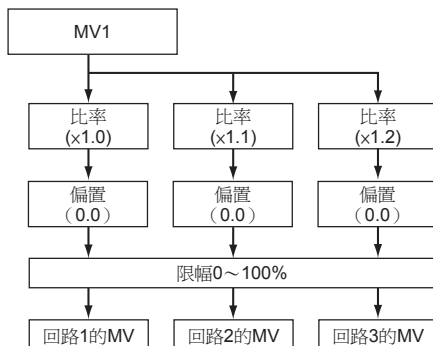 MV1
比率 比率 比率
(×1.0) (×1.1) (×1.2)
偏置 偏置 偏置
（0.0） （0.0） （0.0）
限幅0～100%
回路1的MV 回路2的MV 回路3的MV